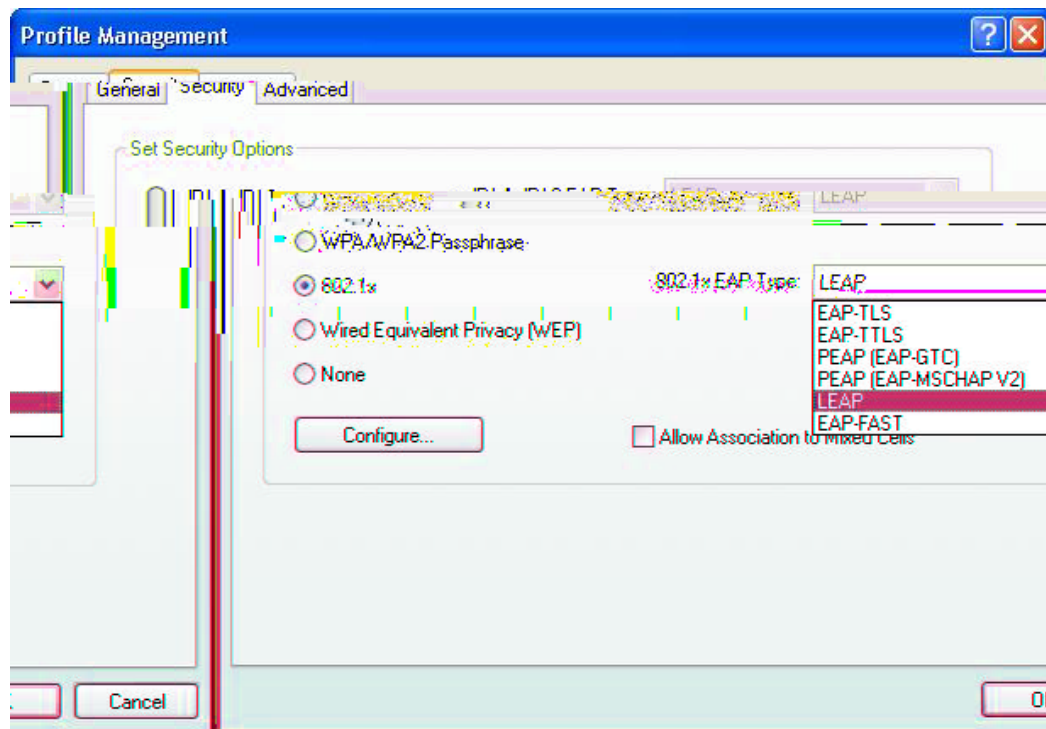 Profile Management
General Security Advanced
Set Security Options
LEAP
WPA/WPA2 Passphrase
802.1x 802.1x EAP Type: LEAP
EAP-TLS
Wired Equivalent Privacy (WEP) EAP-TTLS
PEAP (EAP-GTC)
None PEAP (EAP-MSCHAP V2)
LEAP
EAP-FAST
Configure... Allow Association to Mixed Cells
Cancel